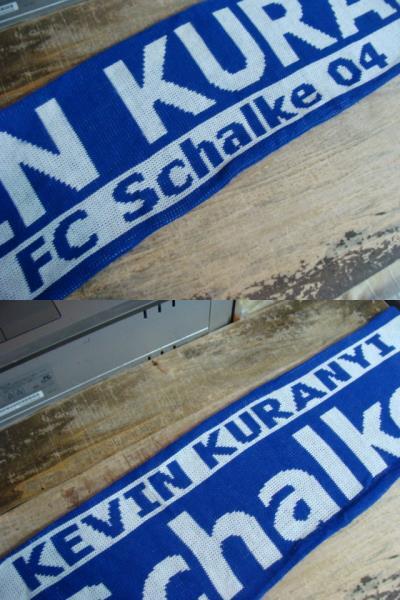 EN KURA
FC Schalke 04
KEVIN KURANYI
Schalke